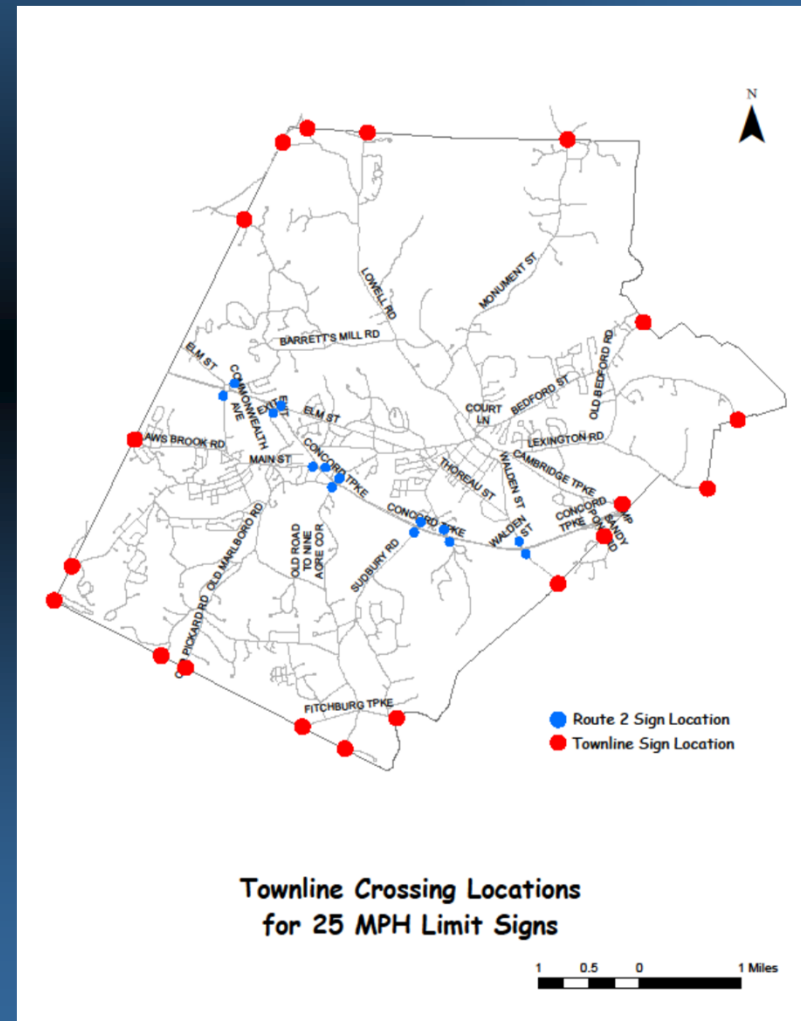 N
LOWELL RD
MONUMENT ST
BARRETT'S MILL RD
ELM ST
COMMONWEALTH
AVE
ELM ST
COURT
LN
BEDFORD ST
OLD BEDFORD RD
LAWS BROOK RD
MAIN ST
CONCORD TPKE
THOREAU ST
WALDEN ST
LEXINGTON RD
CAMBRIDGE TPKE
CONCORD
TPKE
CONCORD TPKE
WALDEN
ST
SANDY
OLD MARLBORO RD
OLD ROAD
TO NINE
ACRE COR
SUDBURY RD
PICKARD RD
FITCHBURG TPKE
Route 2 Sign Location
Townline Sign Location
Townline Crossing Locations
for 25 MPH Limit Signs
1 0.5 0 1 Miles